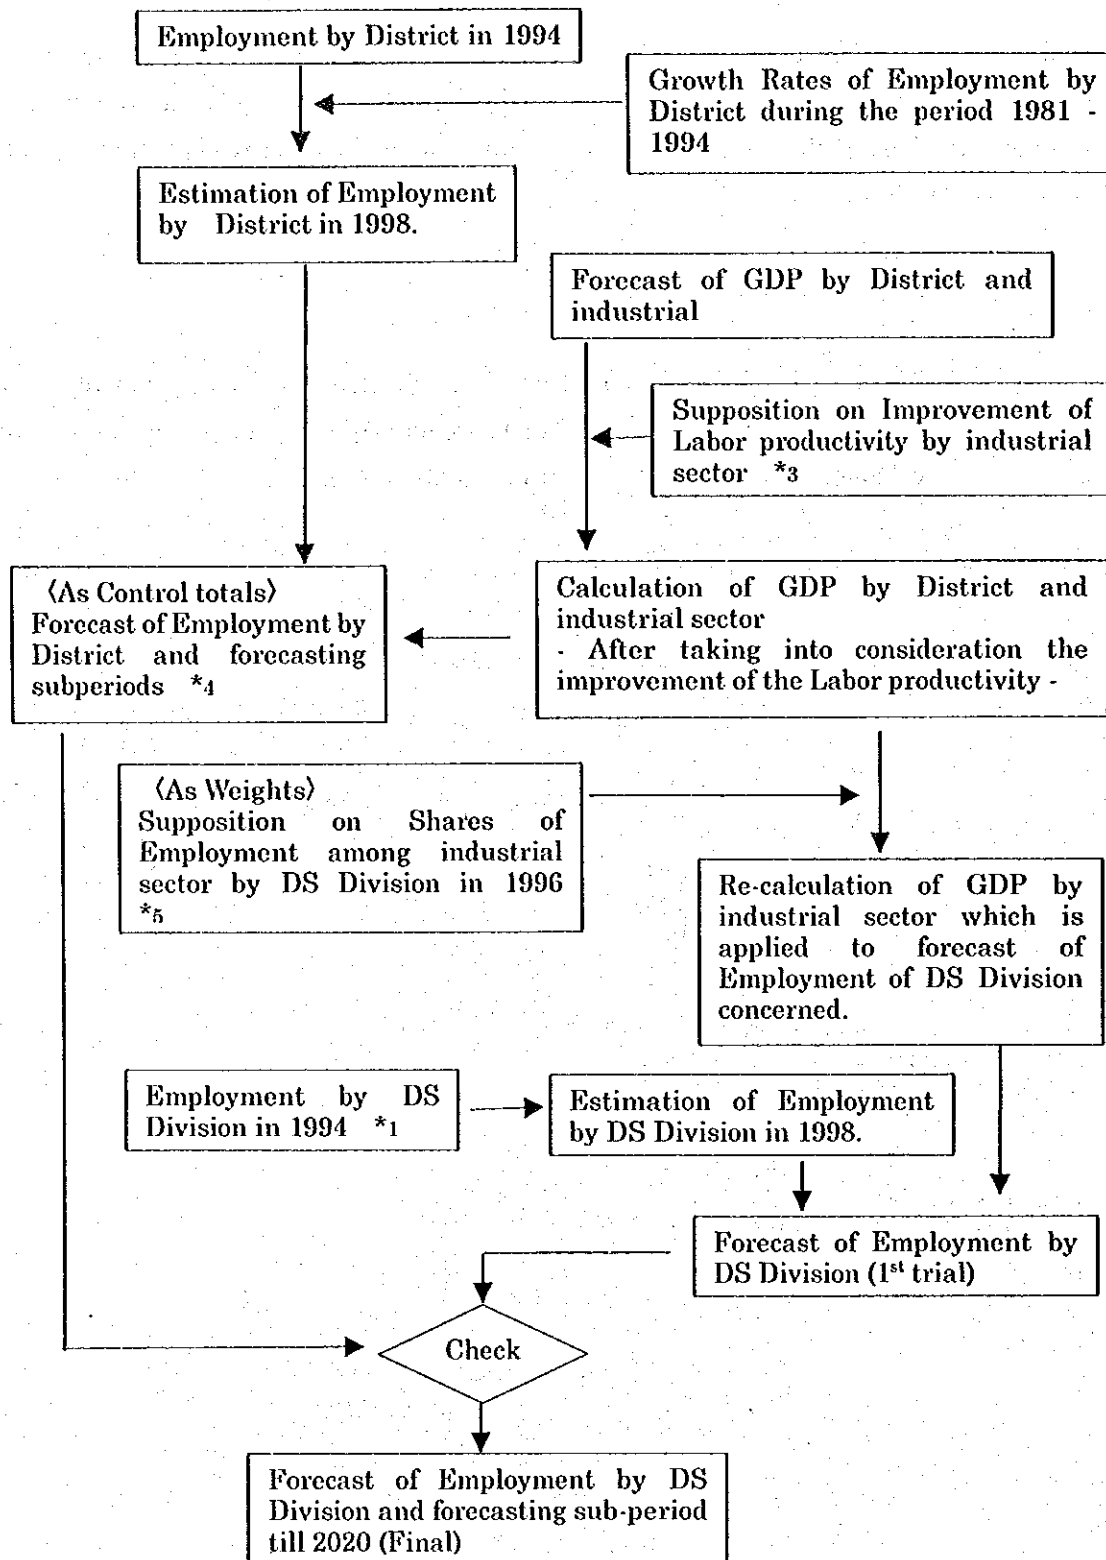 Employment by District in 1994
Growth Rates of Employment by
District during the period 1981 -
1994
Estimation of Employment
by District in 1998.
Forecast of GDP by District and
industrial
Supposition on Improvement of
Labor productivity by industrial
sector *3
〈As Control totals〉
Forecast of Employment by
District and forecasting
subperiods *4
Calculation of GDP by District and
industrial sector
- After taking into consideration the
improvement of the Labor productivity -
〈As Weights〉
Supposition on Shares of
Employment among industrial
sector by DS Division in 1996
*5
Re-calculation of GDP by
industrial sector which is
applied to forecast of
Employment of DS Division
concerned.
Employment by DS
Division in 1994 *1
Estimation of Employment
by DS Division in 1998.
Forecast of Employment by
DS Division (1st trial)
Check
Forecast of Employment by DS
Division and forecasting sub-period
till 2020 (Final)